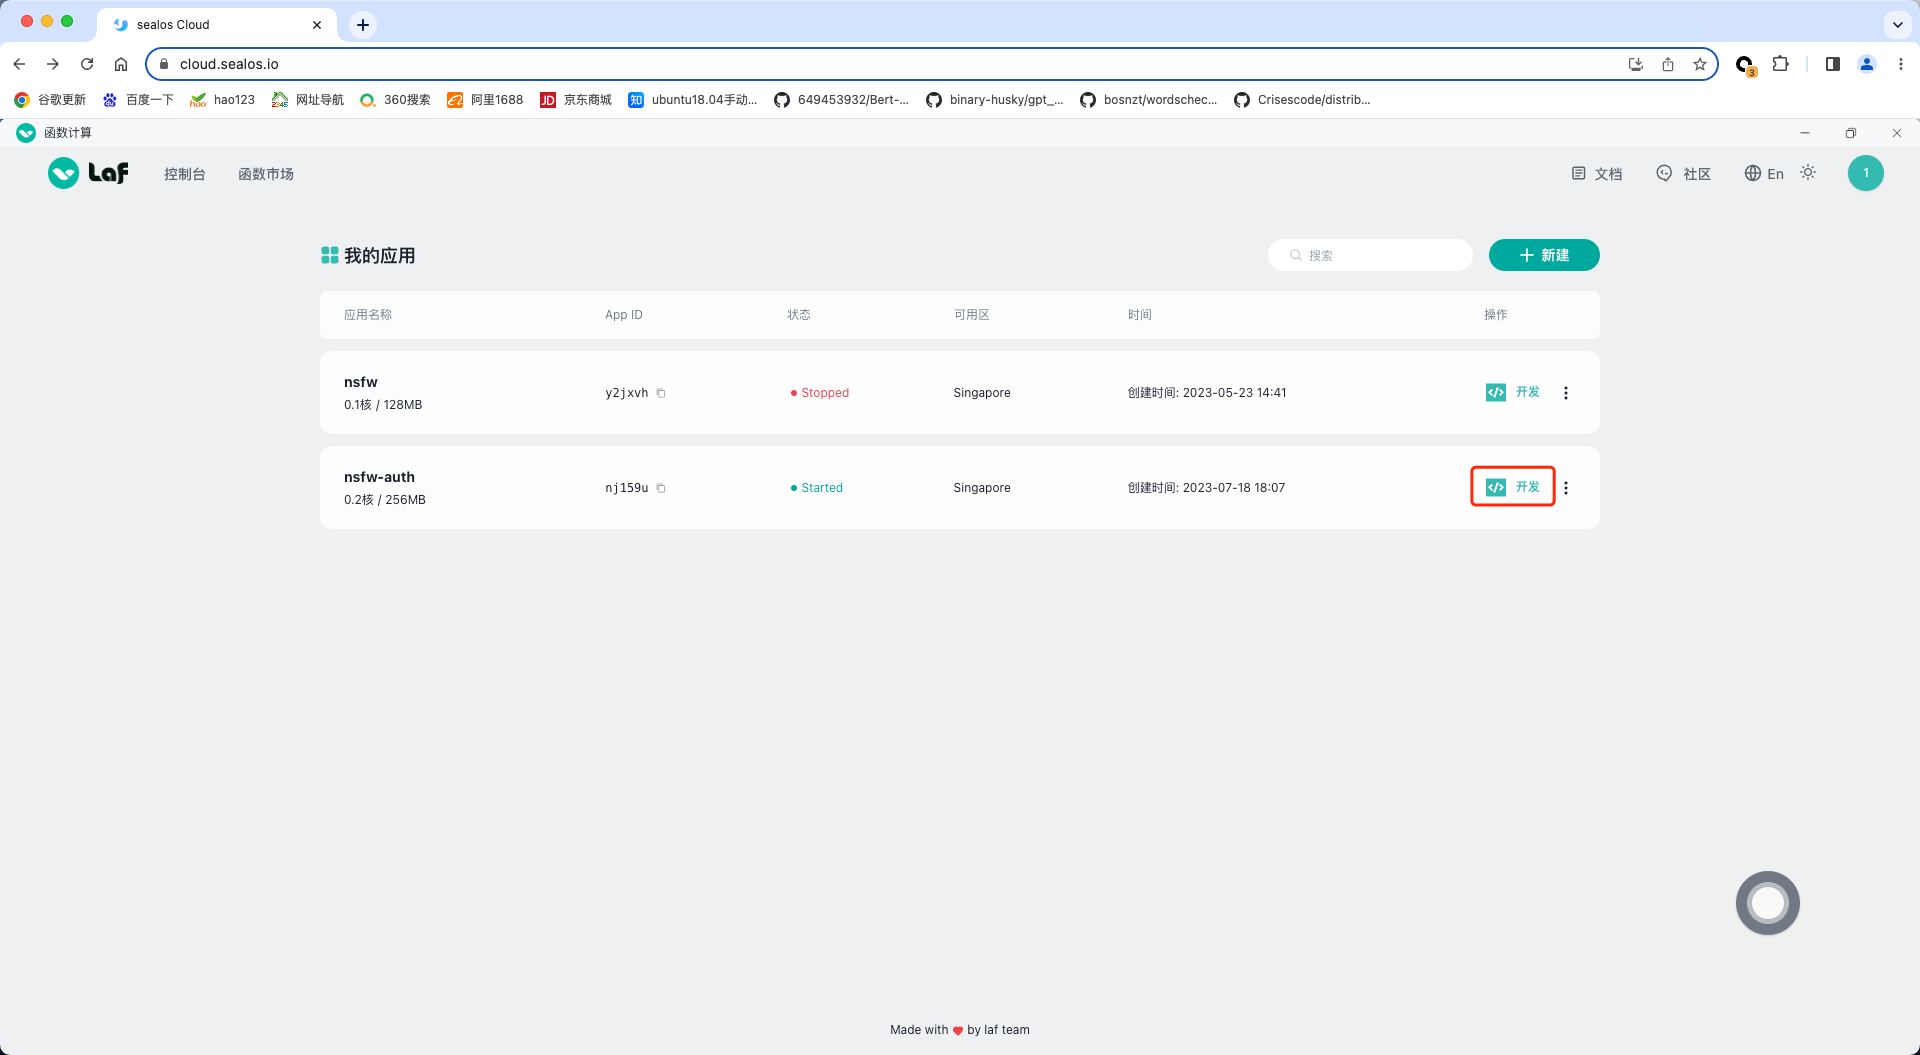 sealos Cloud
cloud.sealos.io
3
谷歌更新 百度一下 hao123 网址导航 360搜索 阿里1688 京东商城 ubuntu18.04手动... 649453932/Bert-... binary-husky/gpt_... bosnzt/wordschec... Crisescode/distrib...
函数计算
Laf 控制台 函数市场 文档 社区 En 1
我的应用 搜索 新建
应用名称 App ID 状态 可用区 时间 操作
nsfw
0.1核 / 128MB
y2jxvh Stopped Singapore 创建时间: 2023-05-23 14:41 开发
nsfw-auth
0.2核 / 256MB
nj159u Started Singapore 创建时间: 2023-07-18 18:07 开发
Made with by laf team